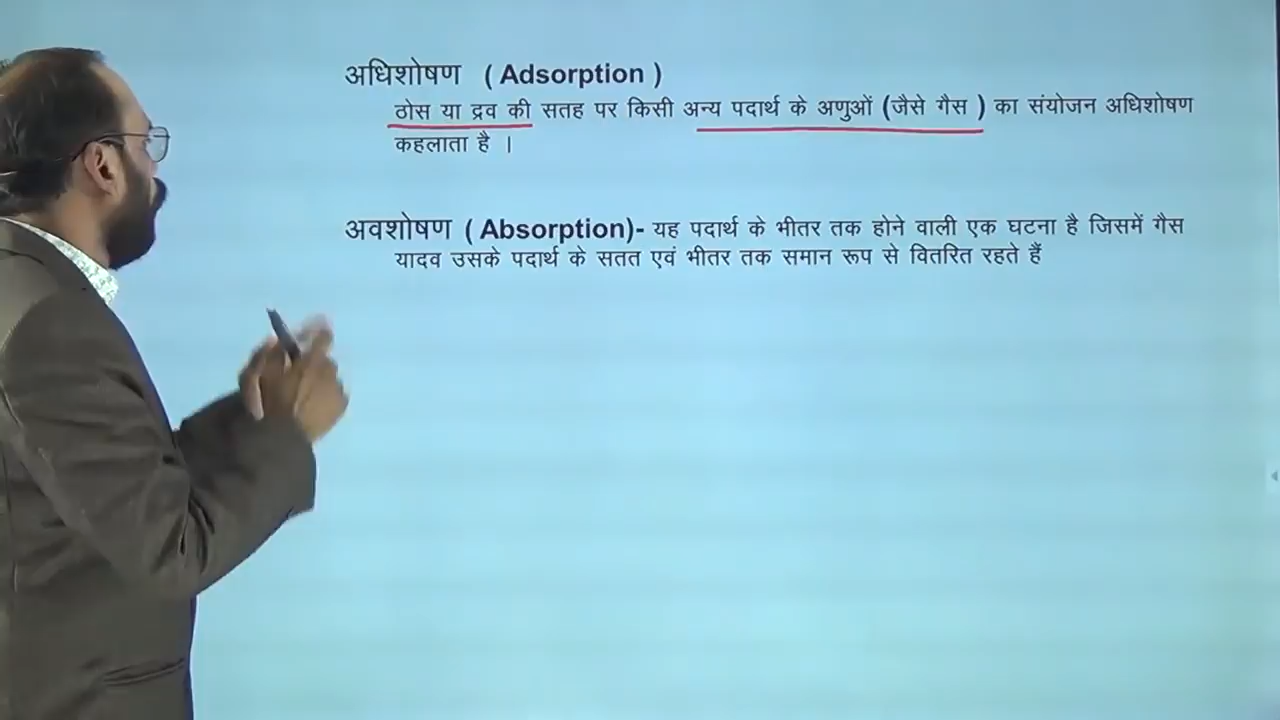 अधिशोषण ( Adsorption )
ठोस या द्रव की सतह पर किसी अन्य पदार्थ के अणुओं (जैसे गैस ) का संयोजन अधिशोषण
कहलाता है ।
अवशोषण ( Absorption)- यह पदार्थ के भीतर तक होने वाली एक घटना है जिसमें गैस
यादव उसके पदार्थ के सतत एवं भीतर तक समान रूप से वितरित रहते हैं